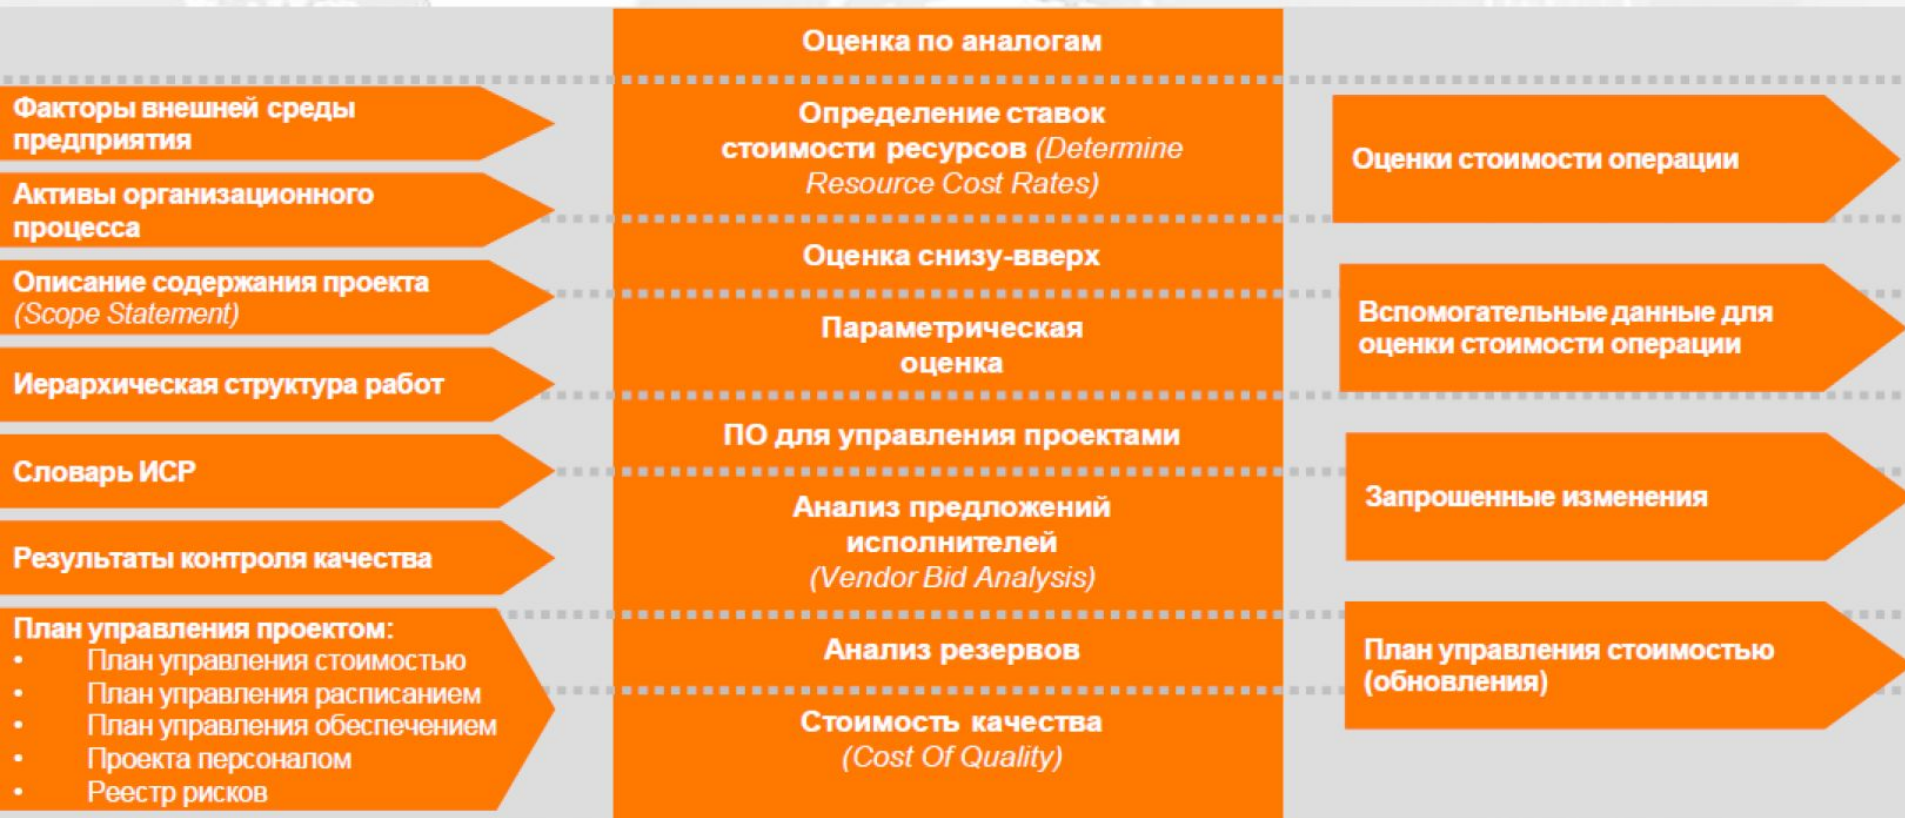 Факторы внешней среды
предприятия
Активы организационного
процесса
Описание содержания проекта
(Scope Statement)
Иерархическая структура работ
Словарь ИСР
Результаты контроля качества
План управления проектом:
• План управления стоимостью
• План управления расписанием
• План управления обеспечением
• Проекта персоналом
• Реестр рисков
Оценка по аналогам
Определение ставок
стоимости ресурсов (Determine
Resource Cost Rates)
Оценка снизу-вверх
Параметрическая
оценка
ПО для управления проектами
Анализ предложений
исполнителей
(Vendor Bid Analysis)
Анализ резервов
Стоимость качества
(Cost Of Quality)
Оценки стоимости операции
Вспомогательные данные для
оценки стоимости операции
Запрошенные изменения
План управления стоимостью
(обновления)